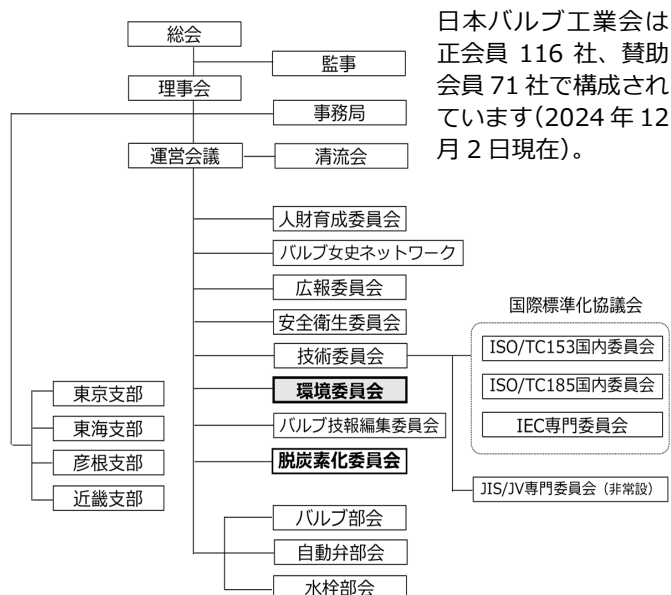 総会
監事
理事会
事務局
運営会議
清流会
日本バルブ工業会は
正会員 116 社、賛助
会員 71 社で構成され
ています（2024 年 12
月 2 日現在）。
人財育成委員会
バルブ女史ネットワーク
広報委員会
安全衛生委員会
技術委員会
環境委員会
バルブ技報編集委員会
脱炭素化委員会
国際標準化協議会
ISO/TC153国内委員会
ISO/TC185国内委員会
IEC専門委員会
JIS/JV専門委員会（非常設）
東京支部
東海支部
彦根支部
近畿支部
バルブ部会
自動弁部会
水栓部会